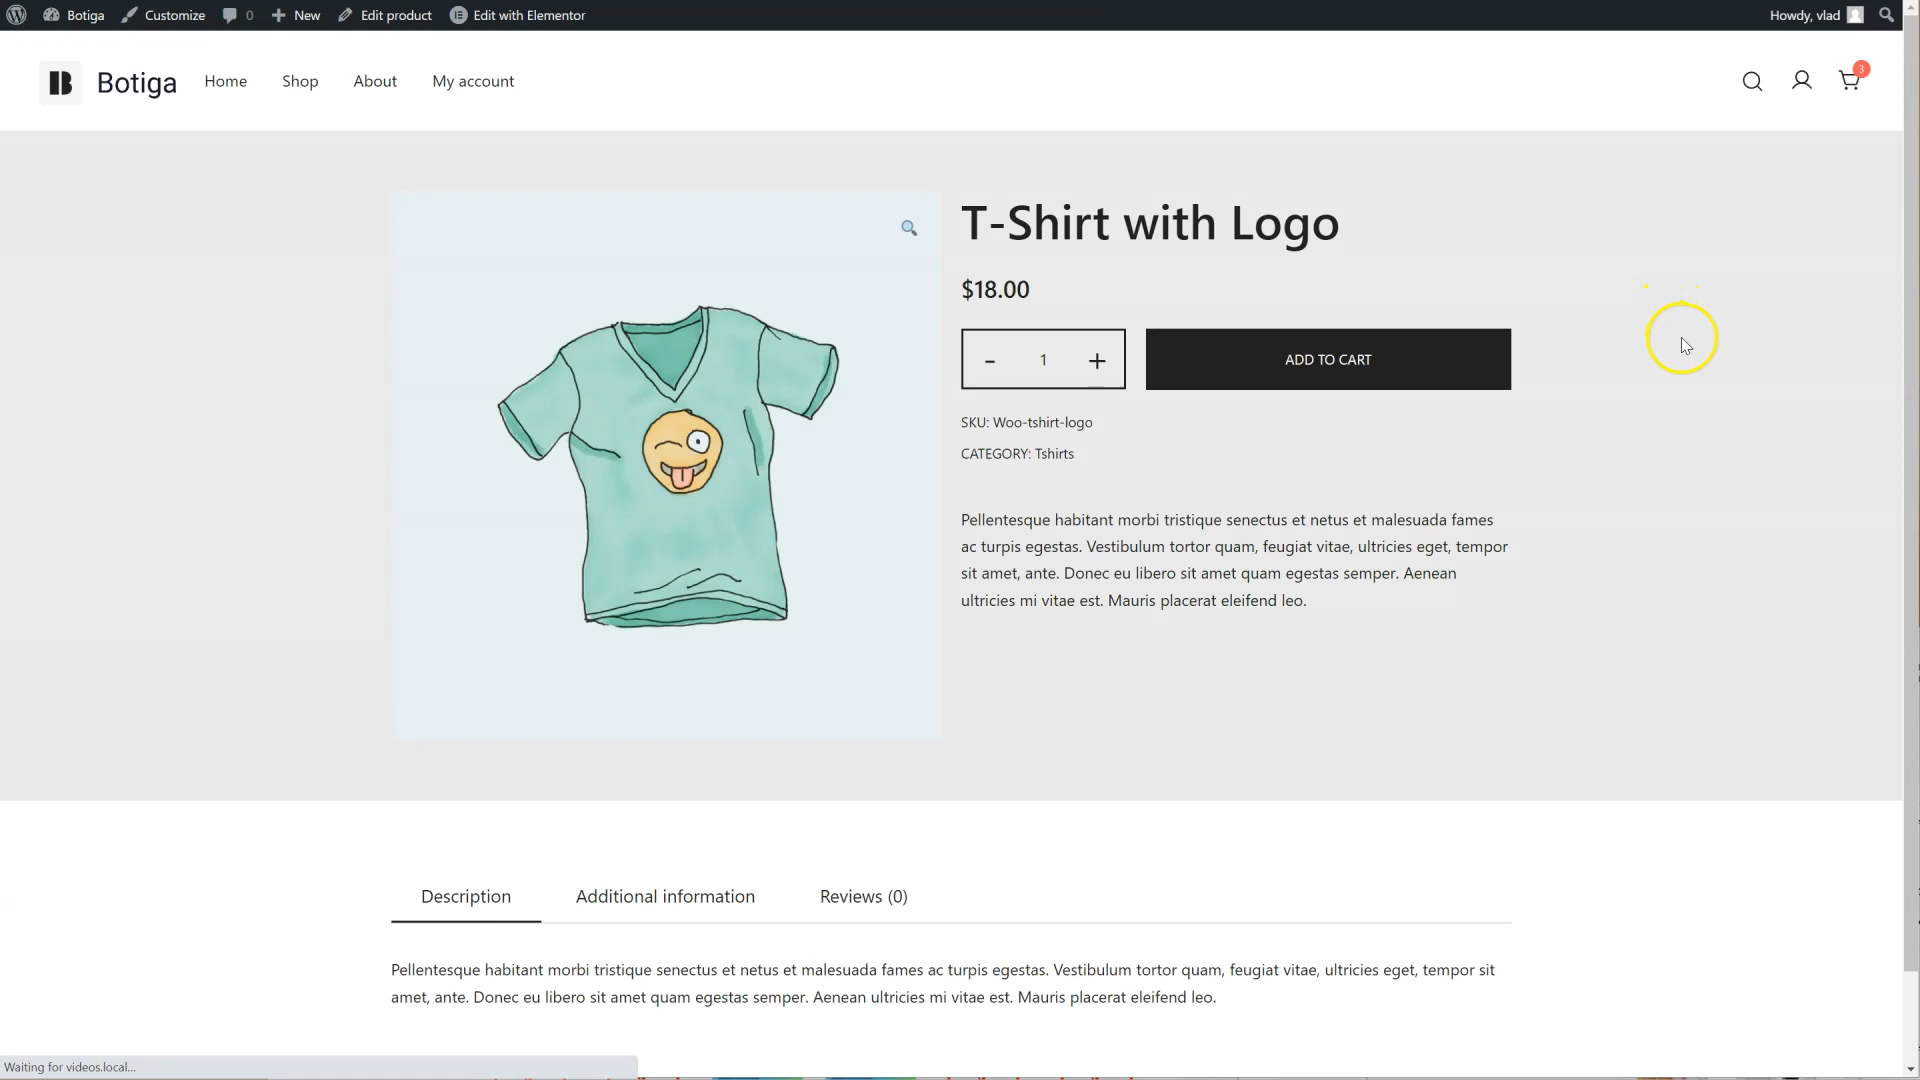 Botiga Customize 0 New Edit product Edit with Elementor Howdy, vlad
B Botiga Home Shop About My account 3
T-Shirt with Logo
$18.00
- 1 + ADD TO CART
SKU: Woo-tshirt-logo
CATEGORY: Tshirts
Pellentesque habitant morbi tristique senectus et netus et malesuada fames
ac turpis egestas. Vestibulum tortor quam, feugiat vitae, ultricies eget, tempor
sit amet, ante. Donec eu libero sit amet quam egestas semper. Aenean
ultricies mi vitae est. Mauris placerat eleifend leo.
Description Additional information Reviews (0)
Pellentesque habitant morbi tristique senectus et netus et malesuada fames ac turpis egestas. Vestibulum tortor quam, feugiat vitae, ultricies eget, tempor sit
amet, ante. Donec eu libero sit amet quam egestas semper. Aenean ultricies mi vitae est. Mauris placerat eleifend leo.
Waiting for videos.local...